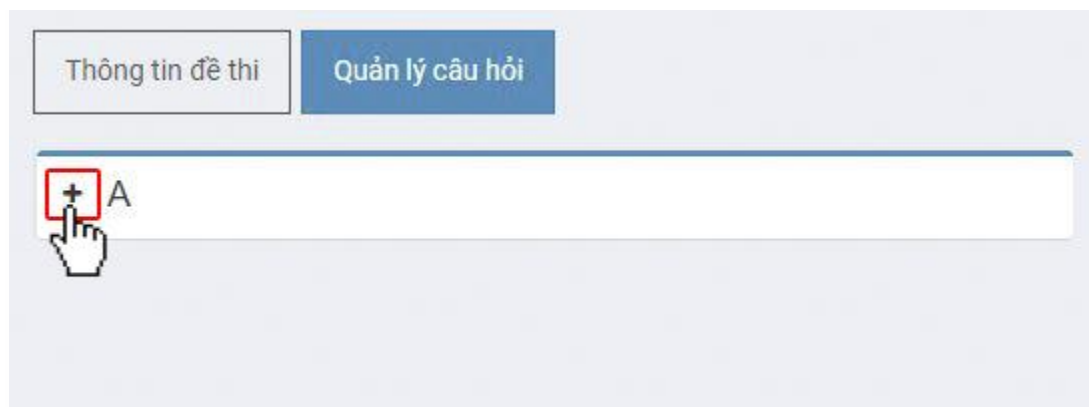 Thông tin đề thi
Quản lý câu hỏi
+ A